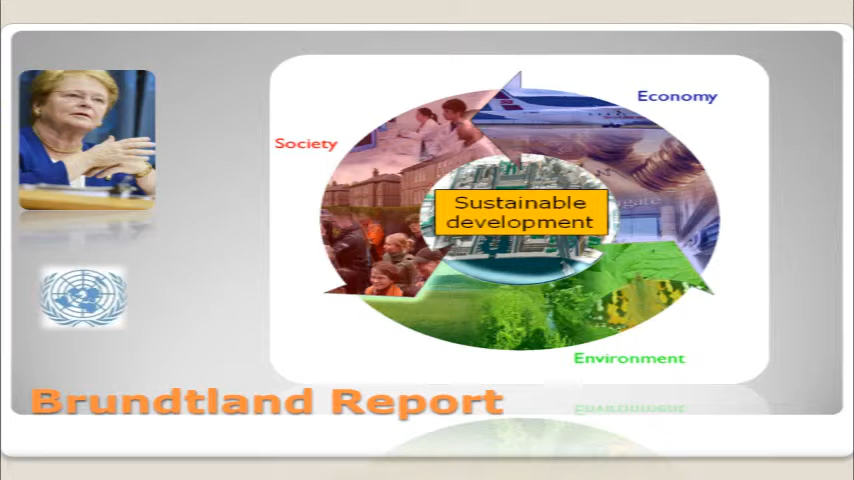 Economy
Society
Sustainable
development
Environment
Brundtland Report